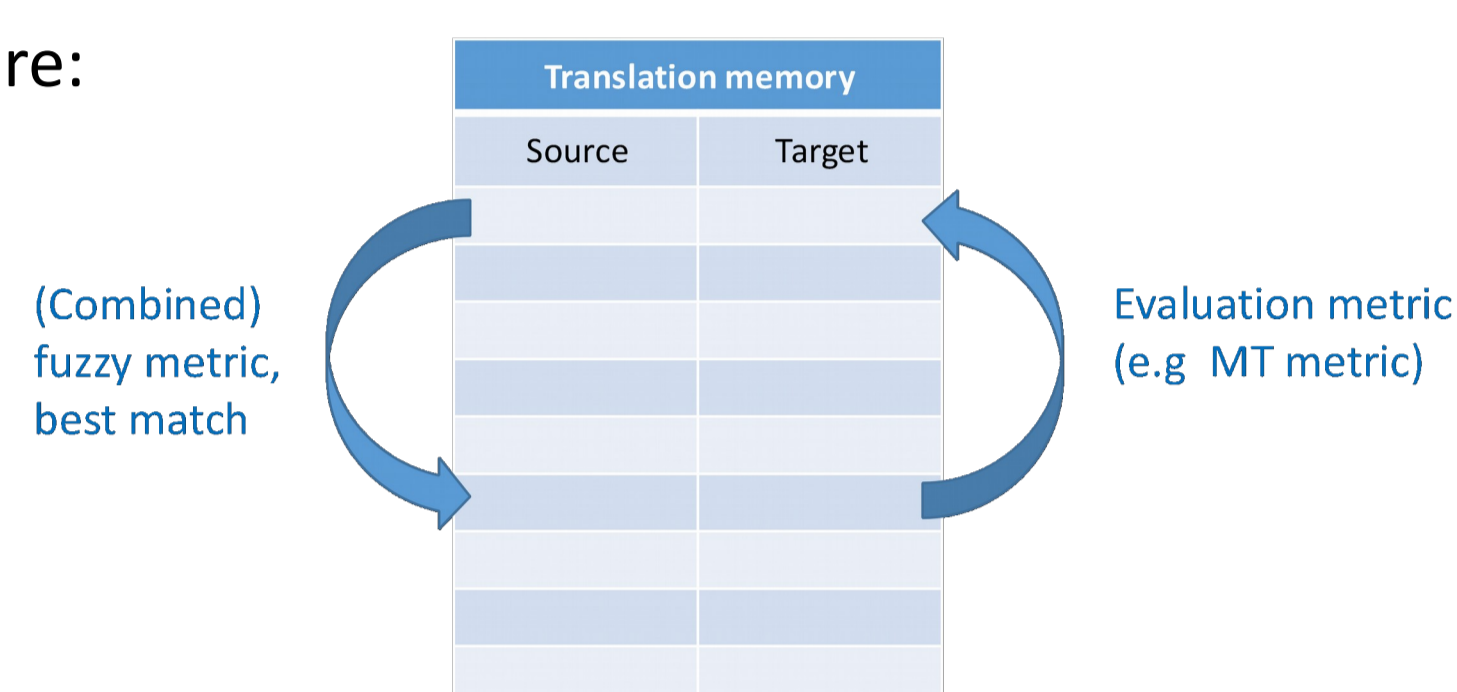 re:
Translation memory
Source Target
(Combined)
fuzzy metric,
best match
Evaluation metric
(e.g MT metric)